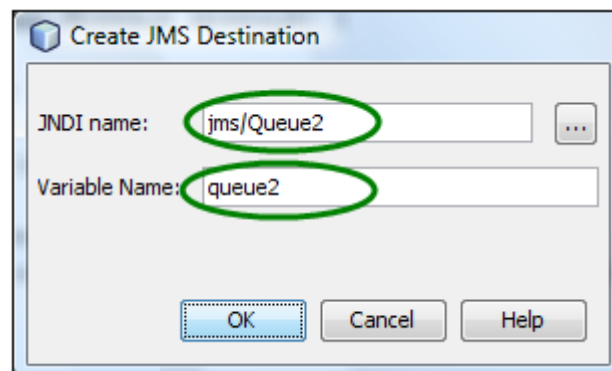 Create JMS Destination
JNDI name: jms/Queue2 ...
Variable Name: queue2
OK Cancel Help